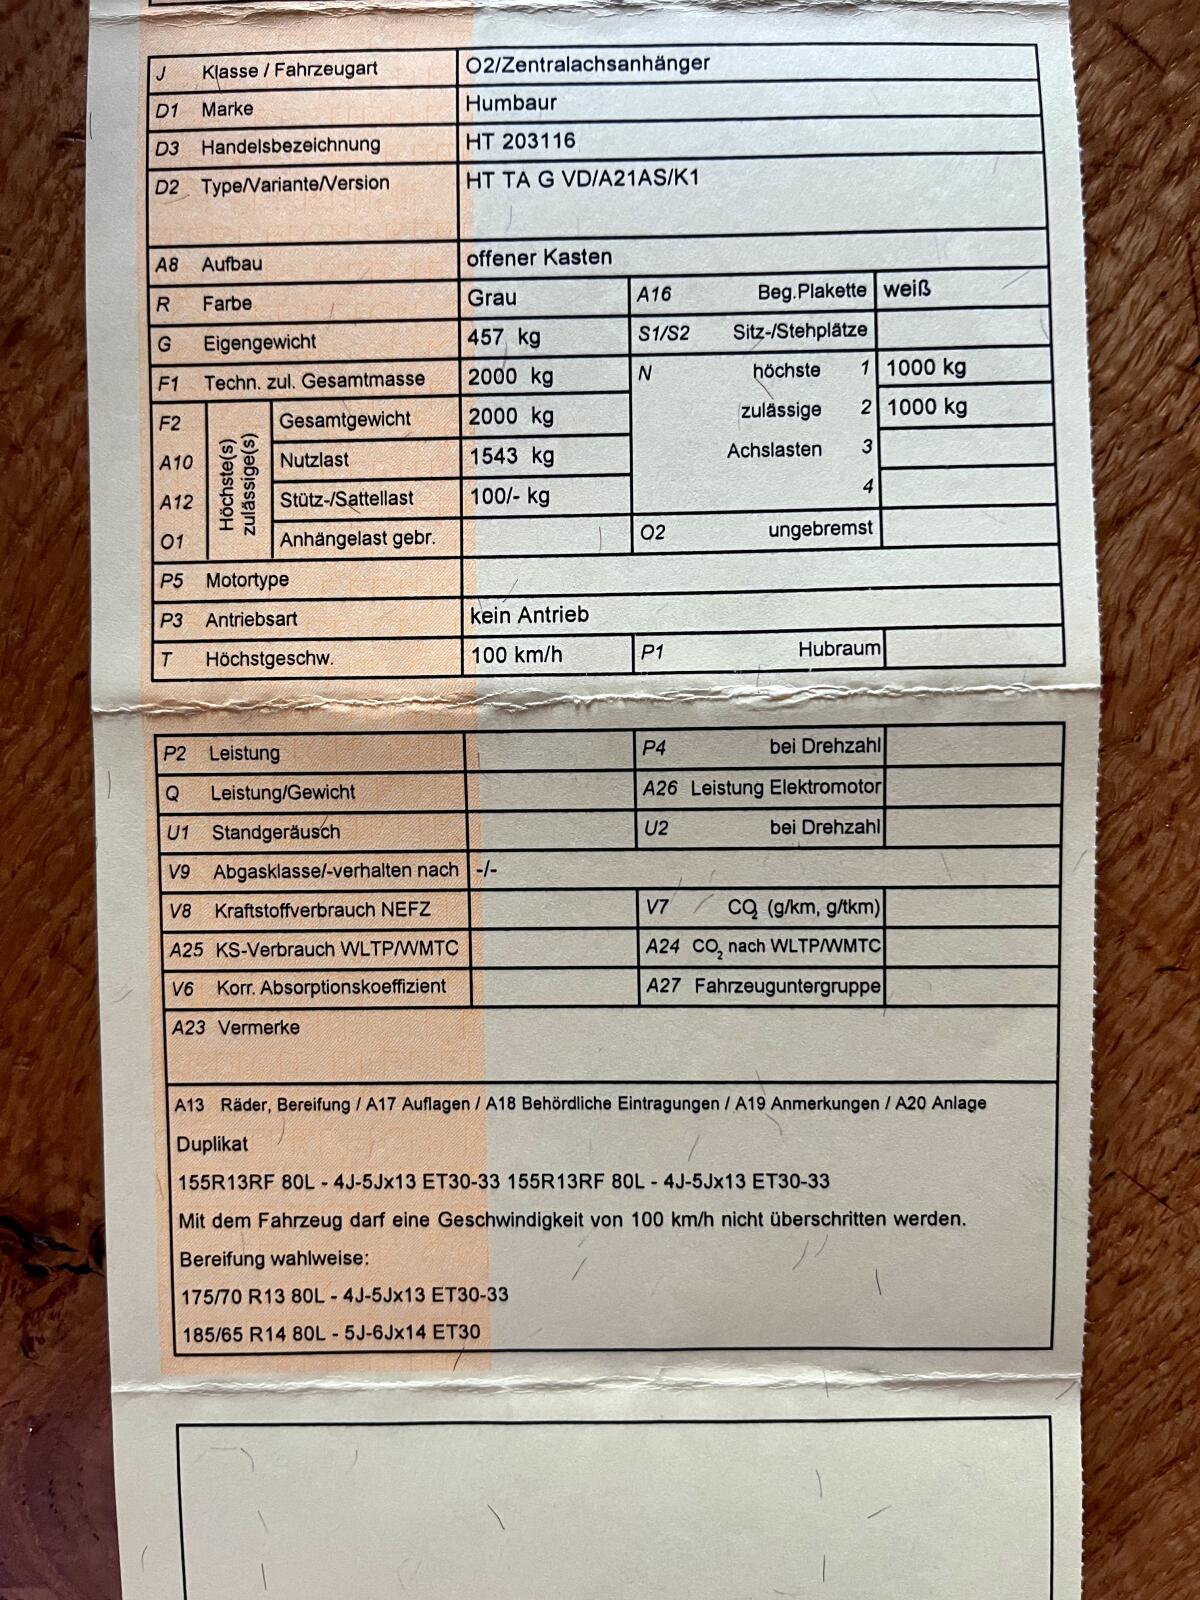 J Klasse / Fahrzeugart O2/Zentralachsanhänger
D1 Marke Humbaur
D3 Handelsbezeichnung HT 203116
D2 Type/Variante/Version HT TA G VD/A21AS/K1
A8 Aufbau offener Kasten
R Farbe Grau A16 Beg.Plakette weiß
G Eigengewicht 457 kg S1/S2 Sitz-/Stehplätze
F1 Techn. zul. Gesamtmasse 2000 kg N höchste 1 1000 kg
F2 Höchste(s) zulässige(s) Gesamtgewicht 2000 kg zulässige 2 1000 kg
A10 Nutzlast 1543 kg Achslasten 3
A12 Stütz-/Sattellast 100/- kg 4
O1 Anhängelast gebr. O2 ungebremst
P5 Motortype
P3 Antriebsart kein Antrieb
T Höchstgeschw. 100 km/h P1 Hubraum
P2 Leistung P4 bei Drehzahl
Q Leistung/Gewicht A26 Leistung Elektromotor
U1 Standgeräusch U2 bei Drehzahl
V9 Abgasklasse/-verhalten nach -/-
V8 Kraftstoffverbrauch NEFZ V7 CO2 (g/km, g/tkm)
A25 KS-Verbrauch WLTP/WMTC A24 CO2 nach WLTP/WMTC
V6 Korr. Absorptionskoeffizient A27 Fahrzeuguntergruppe
A23 Vermerke
A13 Räder, Bereifung / A17 Auflagen / A18 Behördliche Eintragungen / A19 Anmerkungen / A20 Anlage
Duplikat
155R13RF 80L - 4J-5Jx13 ET30-33 155R13RF 80L - 4J-5Jx13 ET30-33
Mit dem Fahrzeug darf eine Geschwindigkeit von 100 km/h nicht überschritten werden.
Bereifung wahlweise:
175/70 R13 80L - 4J-5Jx13 ET30-33
185/65 R14 80L - 5J-6Jx14 ET30